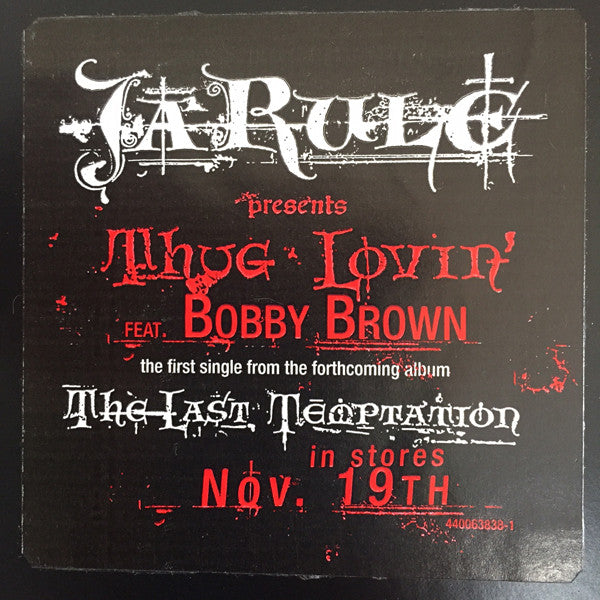 JA RULE
presents
Thug Lovin'
FEAT. BOBBY BROWN
the first single from the forthcoming album
The Last Temptation
in stores
Nov. 19TH
440063838-1